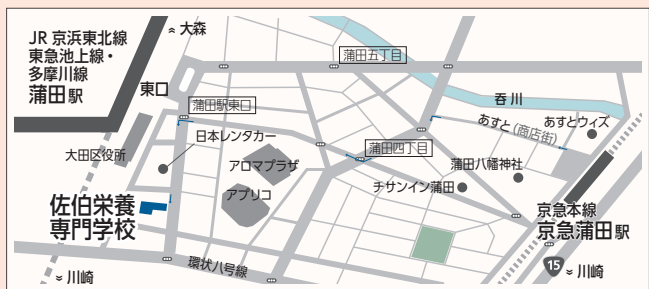 大森
JR 京浜東北線
東急池上線・
多摩川線
蒲田駅
東口
蒲田五丁目
呑川
蒲田駅東口
あすと(商店街)
あすとウィズ
日本レンタカー
蒲田四丁目
大田区役所
アロマプラザ
蒲田八幡神社
チサンイン蒲田
アプリコ
佐伯栄養
専門学校
京急本線
京急蒲田駅
環状八号線
川崎
15
川崎